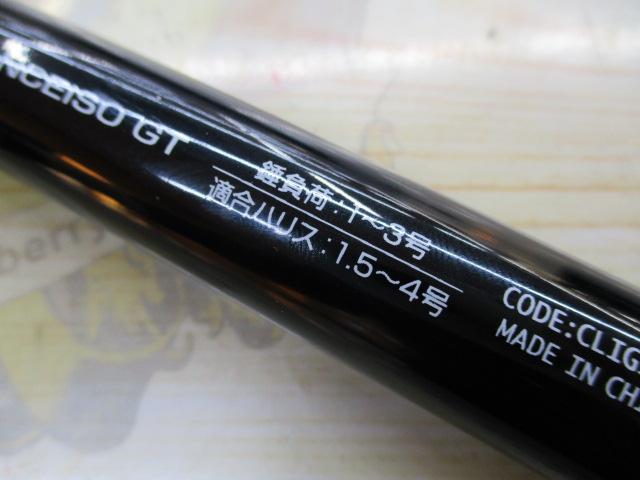 NCEISO GT
錘負荷:1〜3号
適合ハリス:1.5〜4号
CODE:CLIG
MADE IN CH
berry